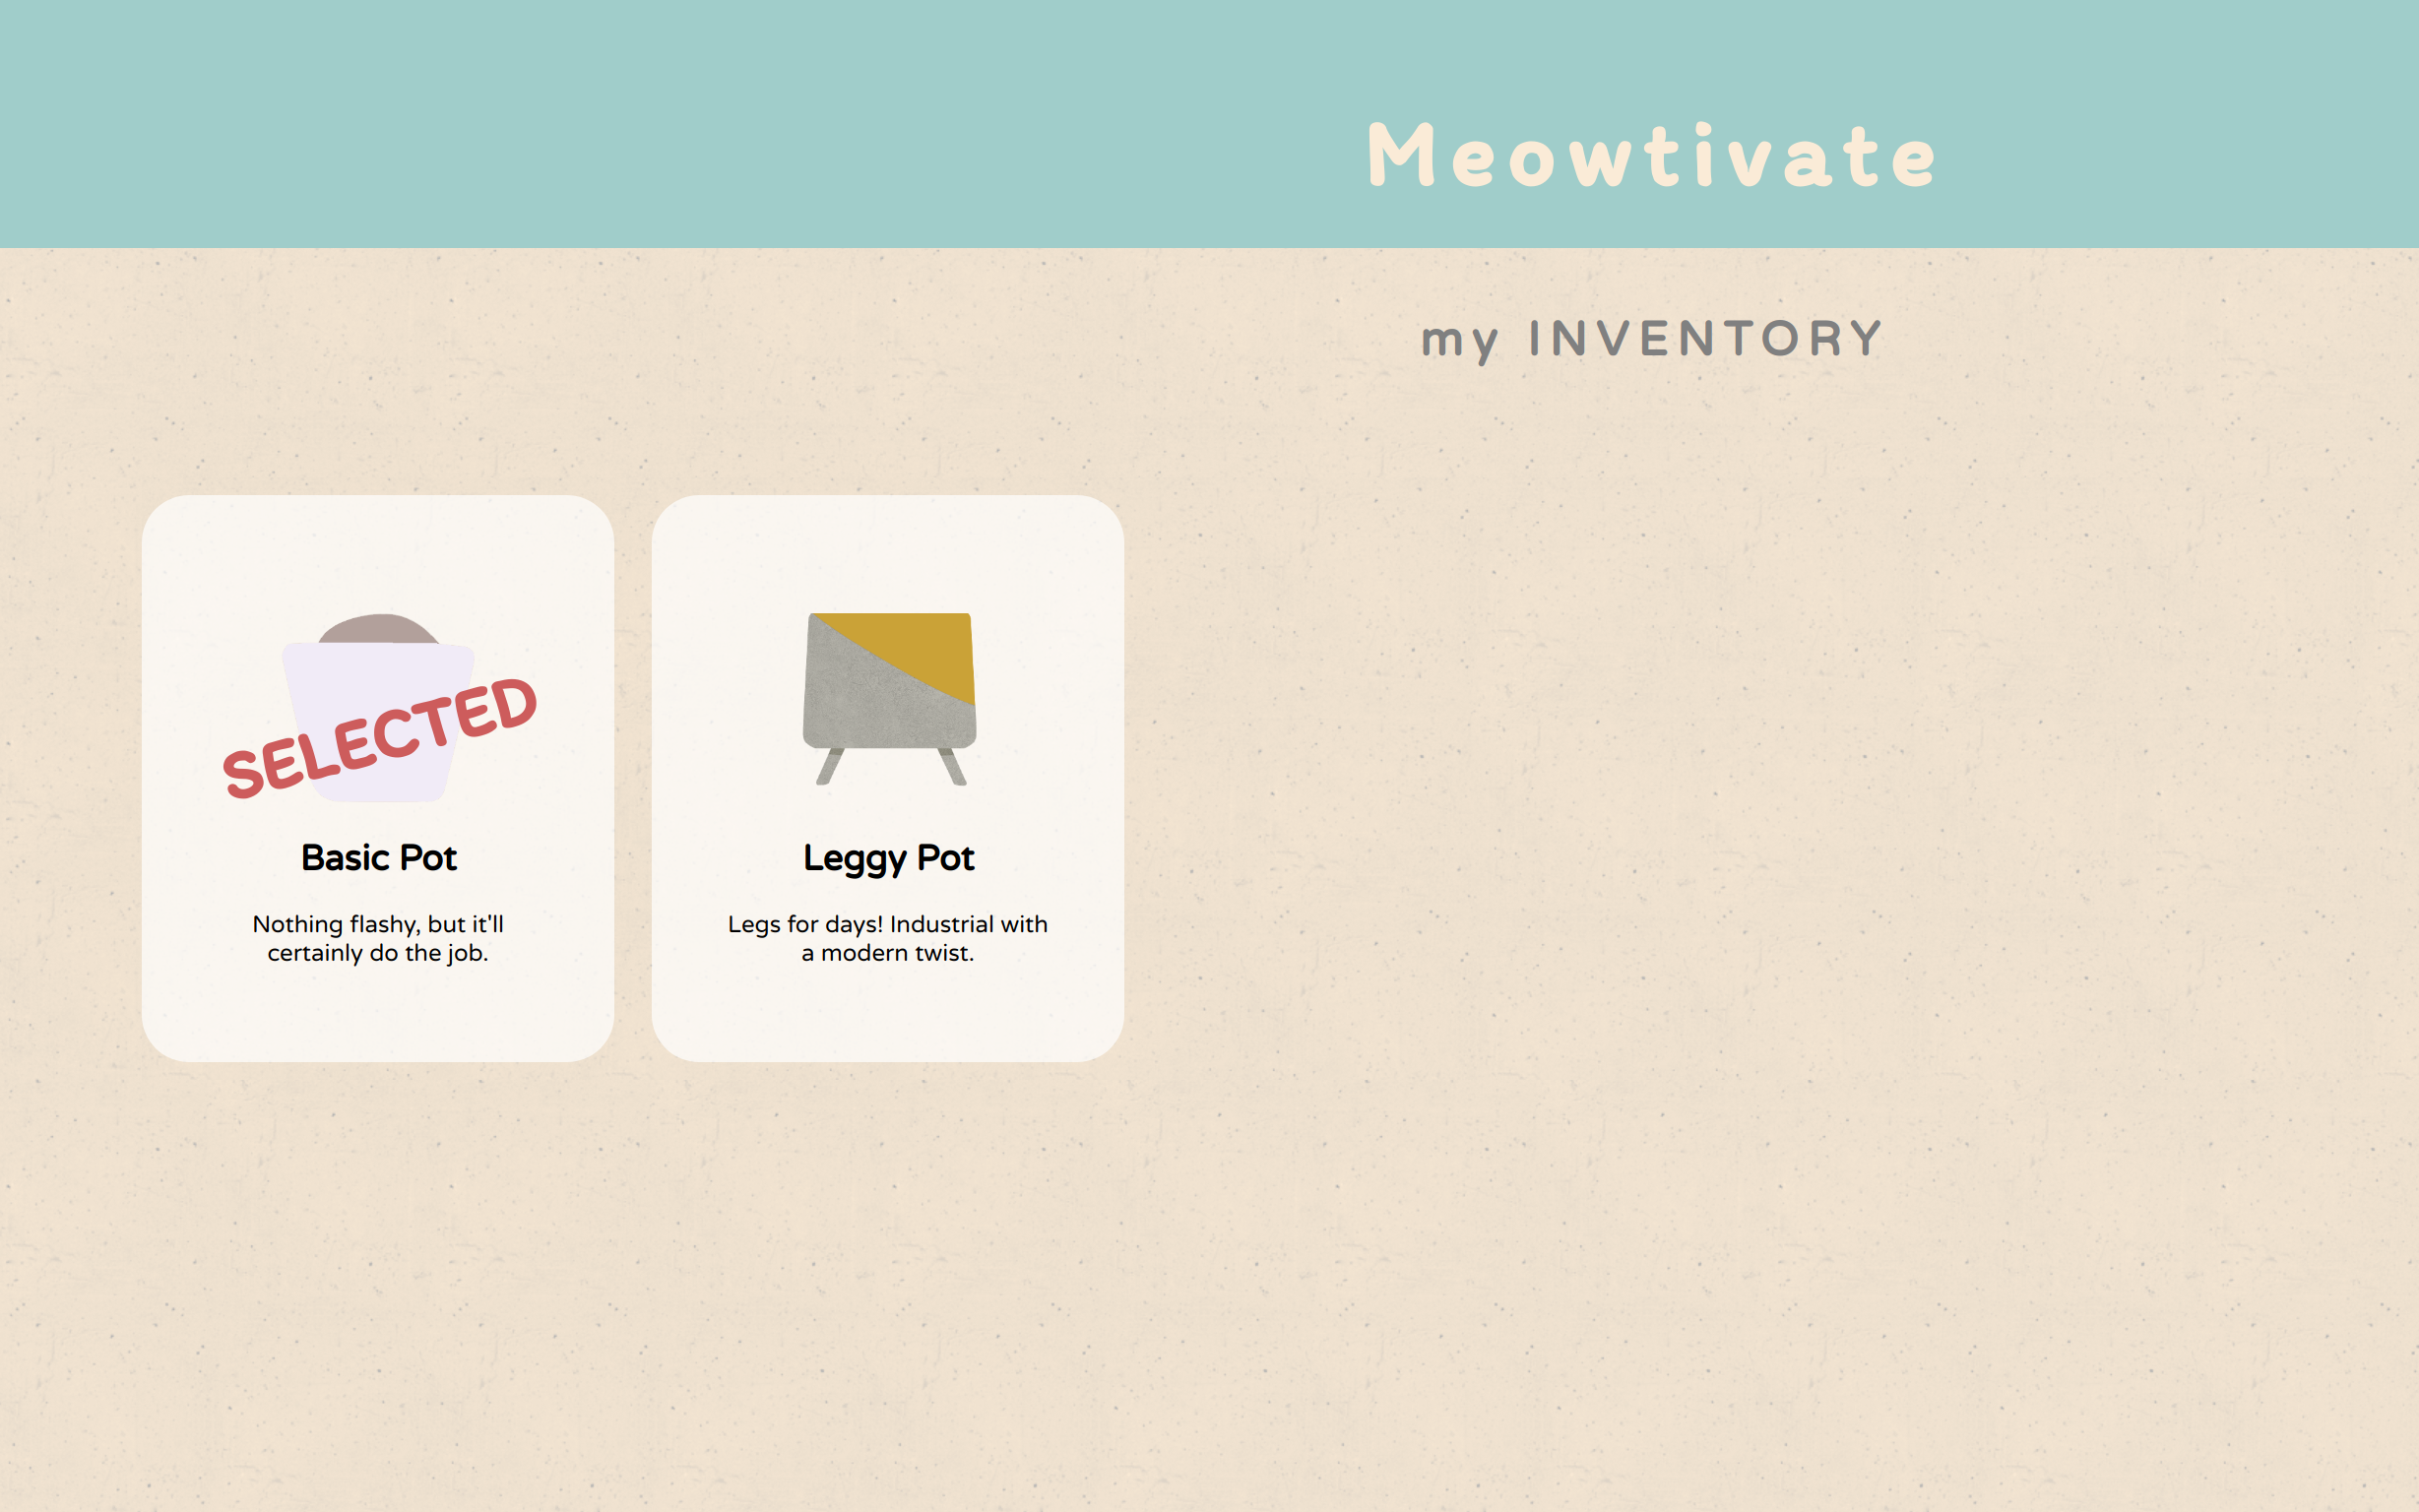 Meowtivate
my INVENTORY
SELECTED
Basic Pot
Nothing flashy, but it'll
certainly do the job.
Leggy Pot
Legs for days! Industrial with
a modern twist.